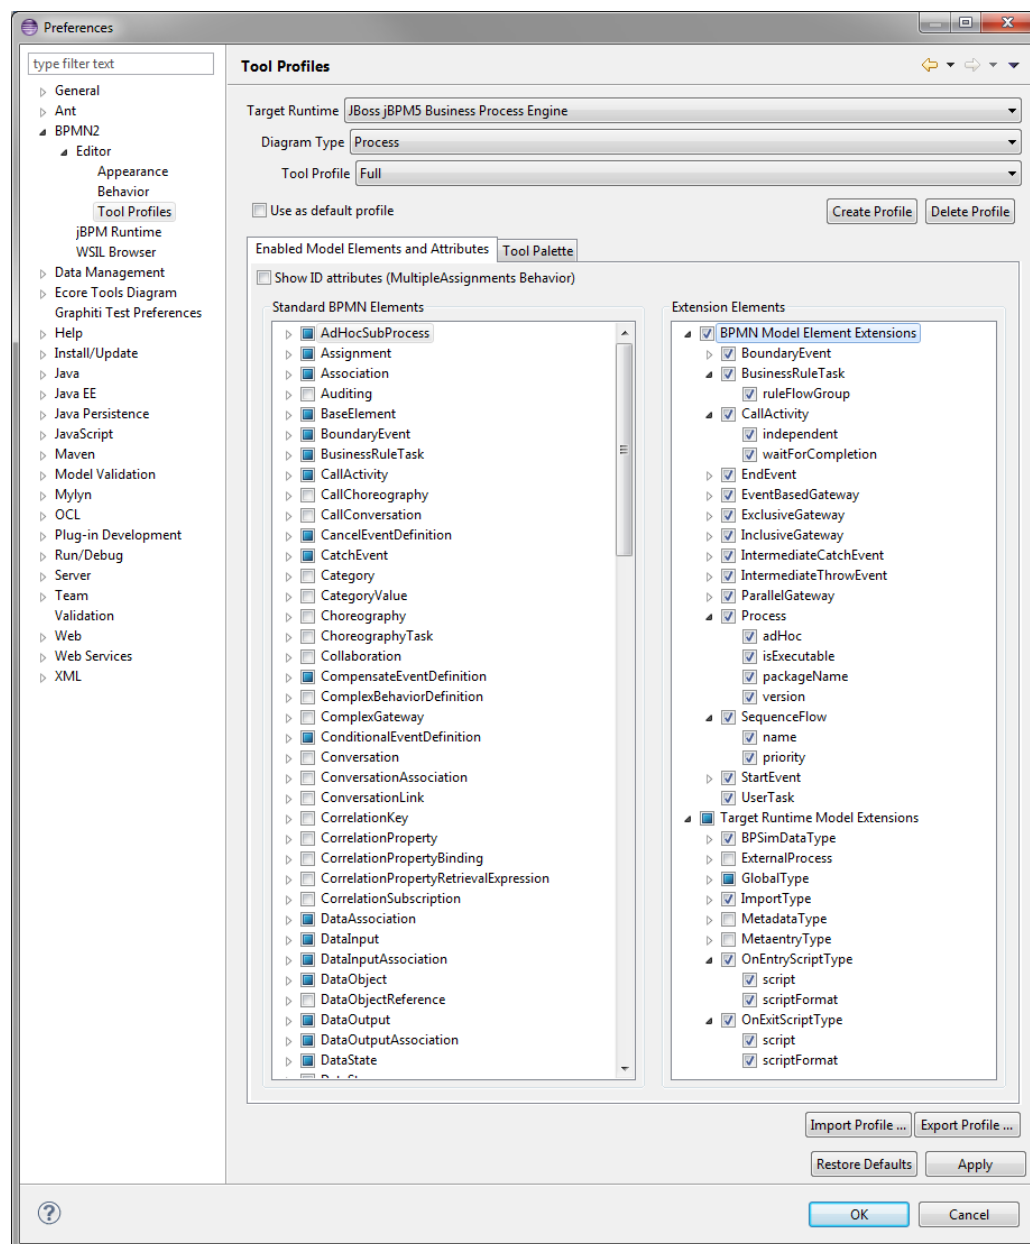 Preferences
type filter text
General
Ant
BPMN2
Editor
Appearance
Behavior
Tool Profiles
jBPM Runtime
WSIL Browser
Data Management
Ecore Tools Diagram
Graphiti Test Preferences
Help
Install/Update
Java
Java EE
Java Persistence
JavaScript
Maven
Model Validation
Mylyn
OCL
Plug-in Development
Run/Debug
Server
Team
Validation
Web
Web Services
XML
Tool Profiles
Target Runtime JBoss jBPM5 Business Process Engine
Diagram Type Process
Tool Profile Full
Use as default profile
Create Profile Delete Profile
Enabled Model Elements and Attributes Tool Palette
Show ID attributes (MultipleAssignments Behavior)
Standard BPMN Elements
AdHocSubProcess
Assignment
Association
Auditing
BaseElement
BoundaryEvent
BusinessRuleTask
CallActivity
CallChoreography
CallConversation
CancelEventDefinition
CatchEvent
Category
CategoryValue
Choreography
ChoreographyTask
Collaboration
CompensateEventDefinition
ComplexBehaviorDefinition
ComplexGateway
ConditionalEventDefinition
Conversation
ConversationAssociation
ConversationLink
CorrelationKey
CorrelationProperty
CorrelationPropertyBinding
CorrelationPropertyRetrievalExpression
CorrelationSubscription
DataAssociation
DataInput
DataInputAssociation
DataObject
DataObjectReference
DataOutput
DataOutputAssociation
DataState
Extension Elements
BPMN Model Element Extensions
BoundaryEvent
BusinessRuleTask
ruleFlowGroup
CallActivity
independent
waitForCompletion
EndEvent
EventBasedGateway
ExclusiveGateway
InclusiveGateway
IntermediateCatchEvent
IntermediateThrowEvent
ParallelGateway
Process
adHoc
isExecutable
packageName
version
SequenceFlow
name
priority
StartEvent
UserTask
Target Runtime Model Extensions
BPSimDataType
ExternalProcess
GlobalType
ImportType
MetadataType
MetaentryType
OnEntryScriptType
script
scriptFormat
OnExitScriptType
script
scriptFormat
Import Profile ... Export Profile ...
Restore Defaults Apply
OK Cancel